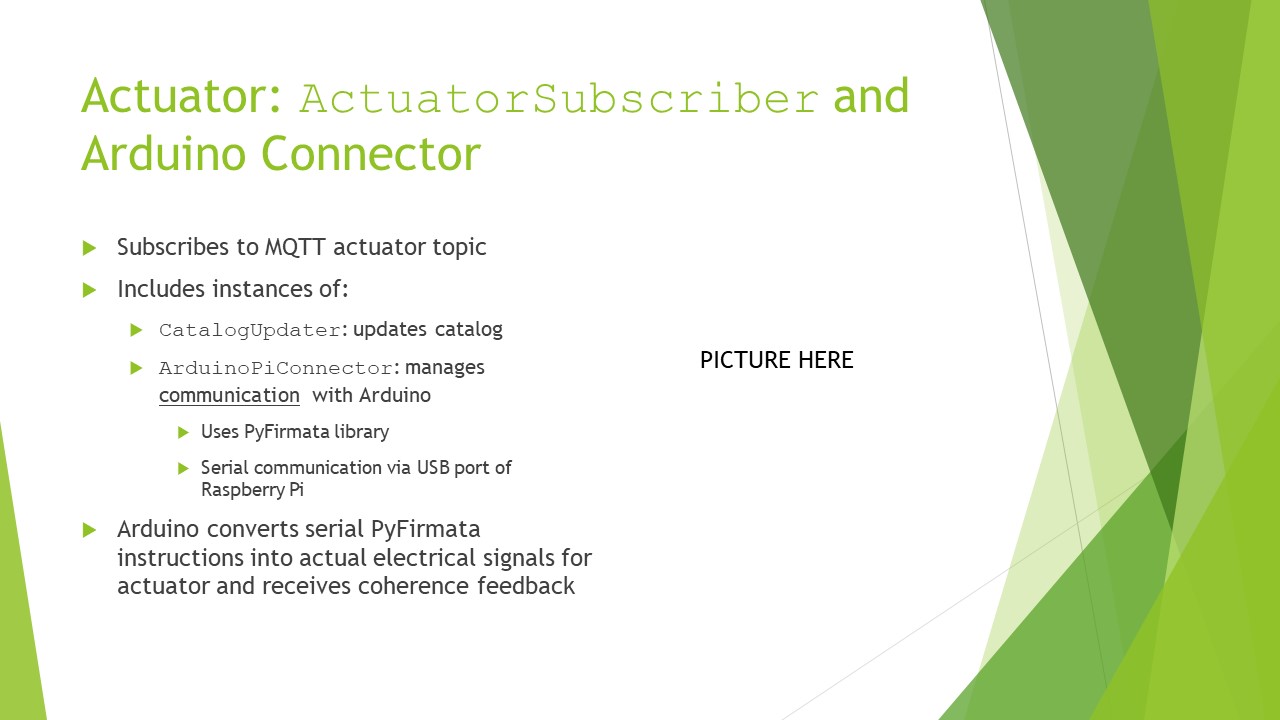 Actuator: ActuatorSubscriber and
Arduino Connector
Subscribes to MQTT actuator topic
Includes instances of:
CatalogUpdater: updates catalog
ArduinoPiConnector: manages
communication with Arduino
Uses PyFirmata library
Serial communication via USB port of
Raspberry Pi
Arduino converts serial PyFirmata
instructions into actual electrical signals for
actuator and receives coherence feedback
PICTURE HERE